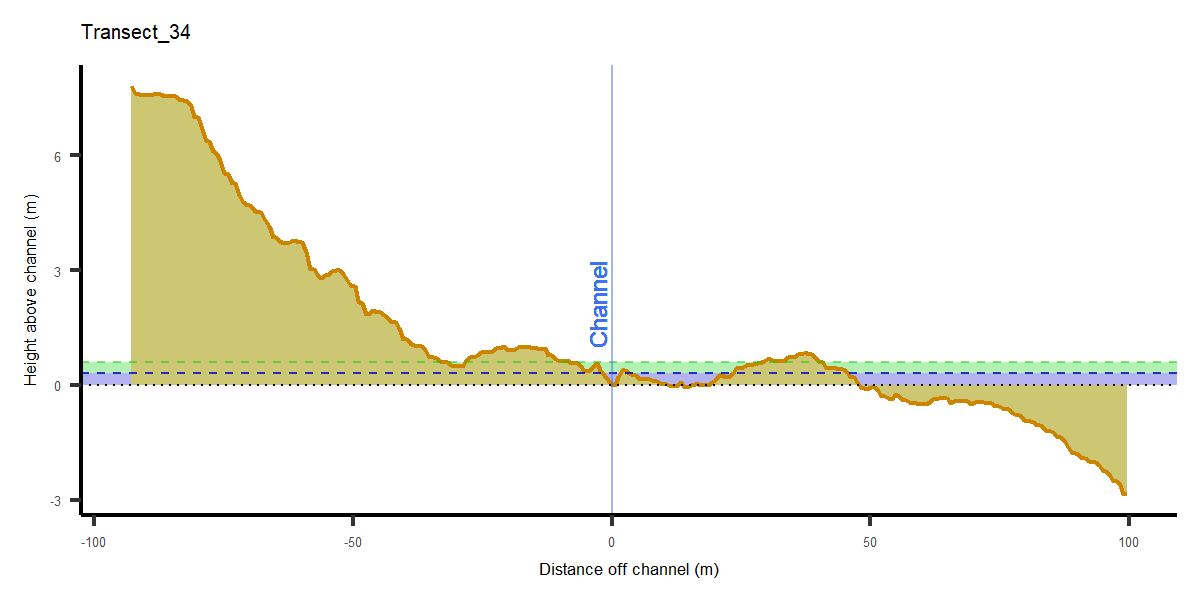 Transect_34
Height above channel (m)
6
3
0
-3
Channel
-100
-50
0
50
100
Distance off channel (m)